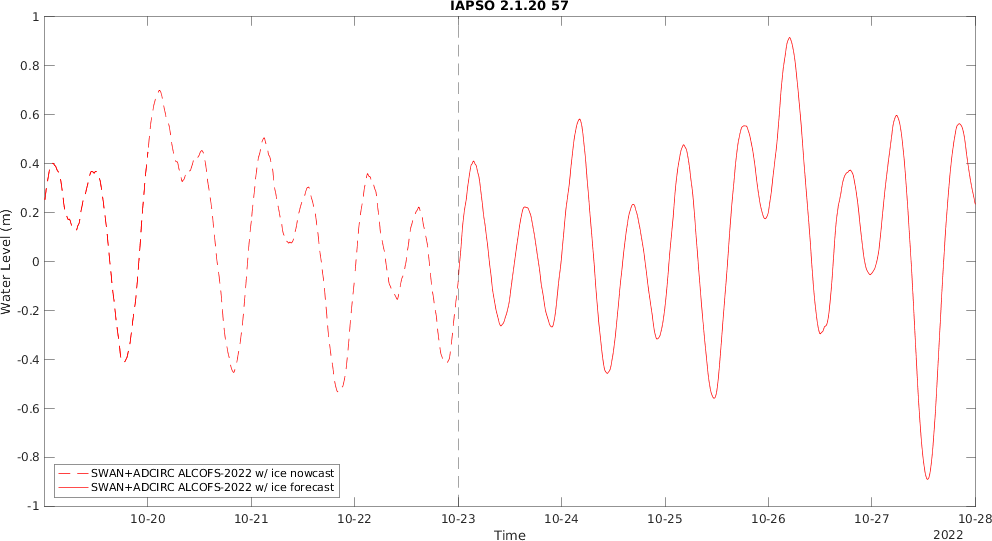 IAPSO 2.1.20 57
Water Level (m)
1
0.8
0.6
0.4
0.2
0
-0.2
-0.4
-0.6
-0.8
-1
SWAN+ADCIRC ALCOFS-2022 w/ ice nowcast
SWAN+ADCIRC ALCOFS-2022 w/ ice forecast
10-20 10-21 10-22 10-23 10-24 10-25 10-26 10-27 10-28
Time
2022